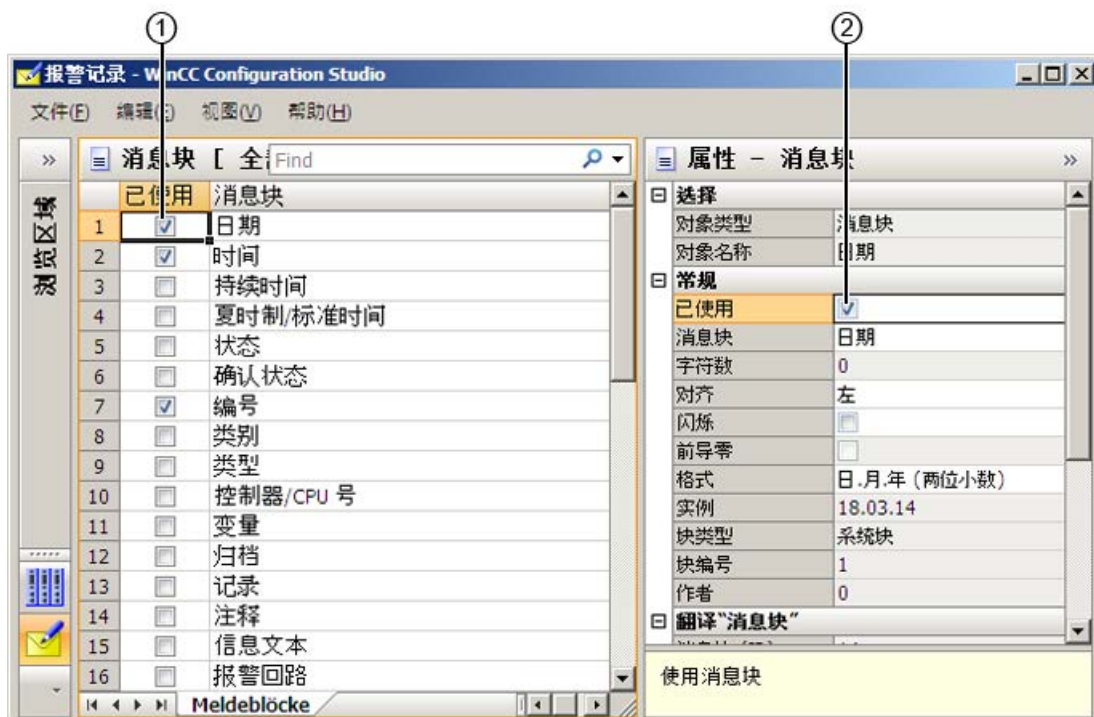 ① ②
报警记录 - WinCC Configuration Studio
文件(F) 编辑(E) 视图(V) 帮助(H)
消息块 [ 全 Find
已使用 消息块
1 日期
2 时间
3 持续时间
4 夏时制/标准时间
5 状态
6 确认状态
7 编号
8 类别
9 类型
10 控制器/CPU 号
11 变量
12 归档
13 记录
14 注释
15 信息文本
16 报警回路
Meldeblöcke
浏览区域
属性 - 消息块
选择
对象类型 消息块
对象名称 日期
常规
已使用
消息块 日期
字符数 0
对齐 左
闪烁
前导零
格式 日.月.年 (两位小数)
实例 18.03.14
块类型 系统块
块编号 1
作者 0
翻译"消息块"
使用消息块